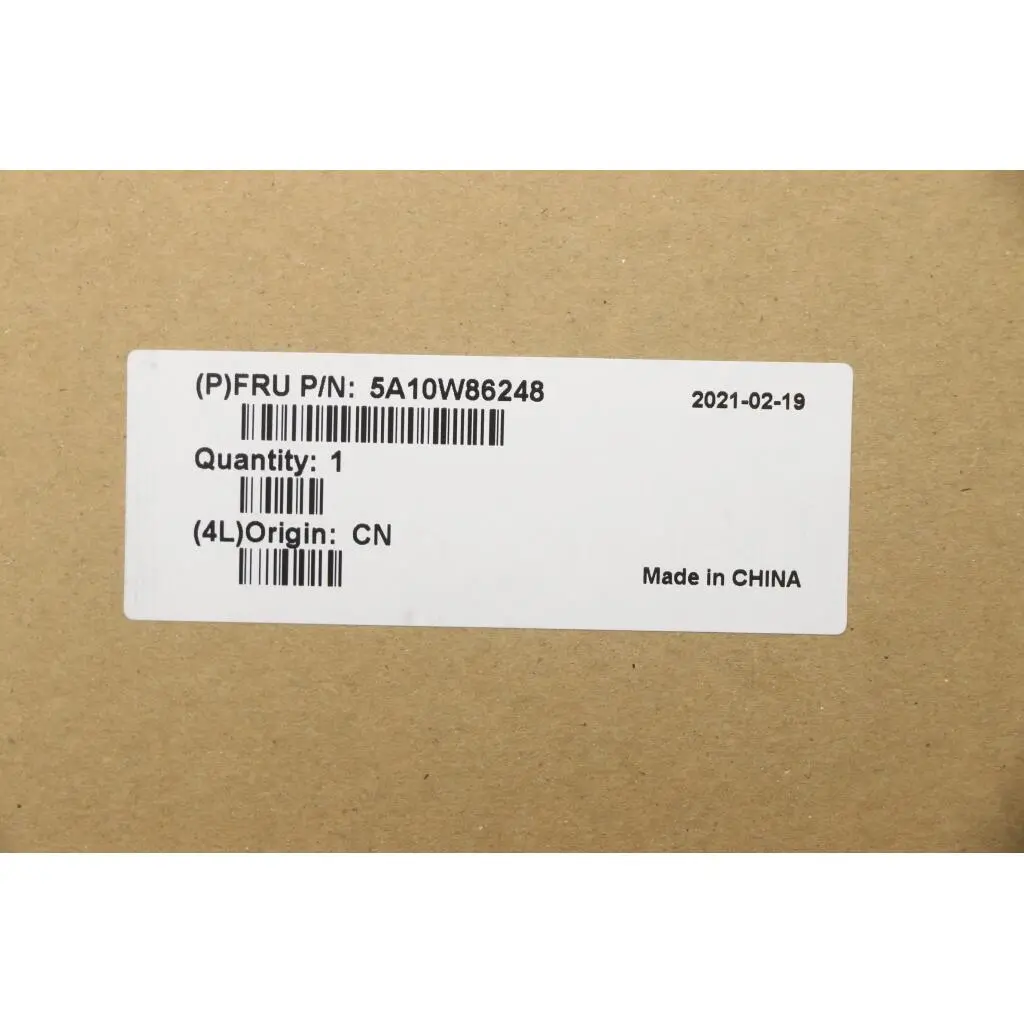 (P)FRU P/N: 5A10W86248
2021-02-19
Quantity: 1
(4L)Origin: CN
Made in CHINA